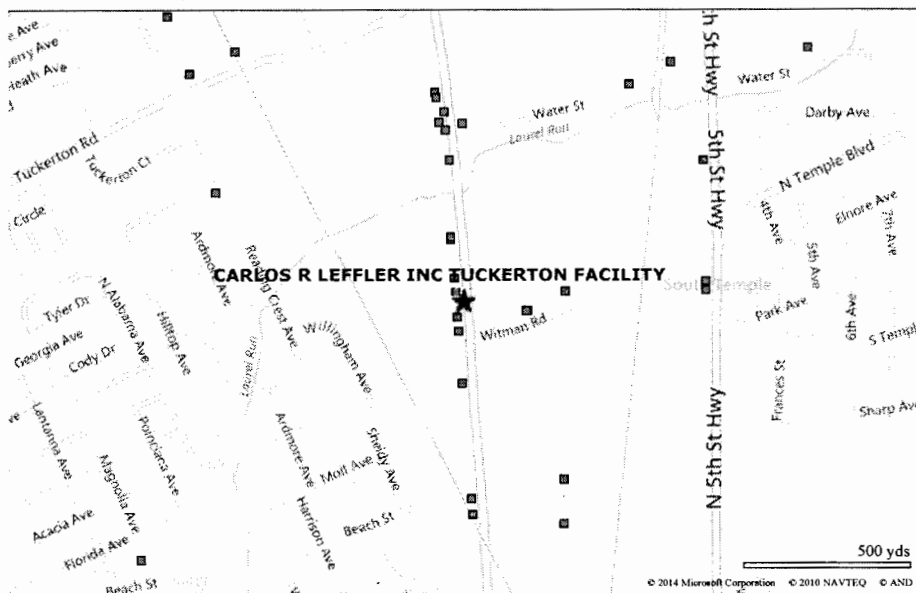 e Ave
berry Ave
Heath Ave
d
Tuckerton Rd
Tuckerton Ct
Circle
Water St
Laurel Run
Water St
h St Hwy
5th St Hwy
Darby Ave
N Temple Blvd
Elnore Ave
4th Ave
5th Ave
7th Ave
Ardmore Ave
Reading Crest Ave
CARLOS R LEFFLER INC TUCKERTON FACILITY
South Temple
Tyler Dr
Georgia Ave
Cody Dr
N Alabama Ave
Hilltop Ave
Laurel Run
Willingham Ave
Witman Rd
Park Ave
6th Ave
S Templ
Frances St
Sharp Av
ve
Lantanna Ave
Magnolia Ave
Poinciana Ave
Acacia Ave
Florida Ave
Beach St
Ardmore Ave
Moll Ave
Sheidy Ave
Harrison Ave
Beach St
N 5th St Hwy
500 yds
© 2014 Microsoft Corporation © 2010 NAVTEQ © AND